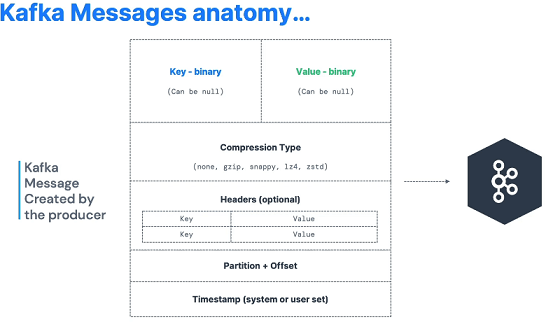 Kafka Messages anatomy...
Key - binary
(Can be null)
Value - binary
(Can be null)
Compression Type
(none, gzip, snappy, lz4, zstd)
Kafka
Message
Created by
the producer
Headers (optional)
Key Value
Key Value
Partition + Offset
Timestamp (system or user set)